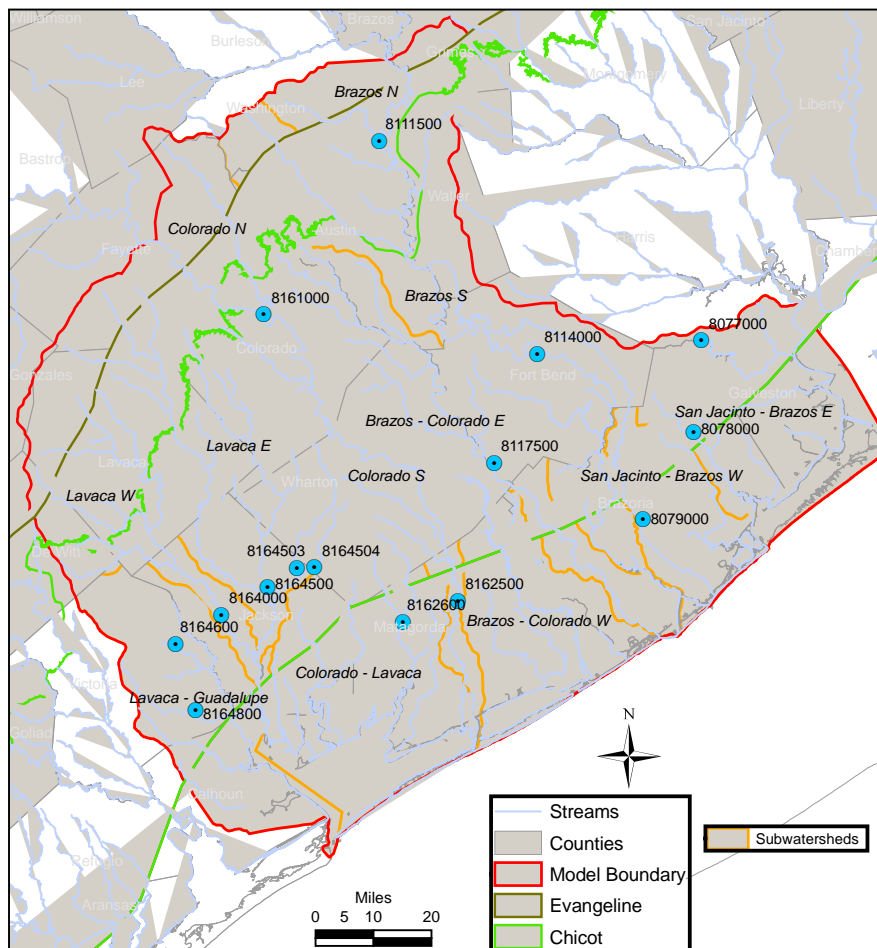 Williamson
Brazos
San Jacinto
Burleson
Grimes
Montgomery
Lee
Brazos N
Liberty
Washington
8111500
Bastrop
Waller
Colorado N
Austin
Harris
Fayette
Chambers
Brazos S
8161000
8077000
Colorado
8114000
Fort Bend
Gonzales
Galveston
San Jacinto - Brazos E
Brazos - Colorado E
8078000
Lavaca E
Lavaca
8117500
Colorado S
San Jacinto - Brazos W
Wharton
Lavaca W
Brazoria
8079000
De Witt
8164503
8164504
8164500
8162500
8164000
8162600
Jackson
Matagorda
Brazos - Colorado W
8164600
Colorado - Lavaca
Victoria
Lavaca - Guadalupe
8164800
Goliad
N
Calhoun
Streams
Counties
Subwatersheds
Refugio
Model Boundary
Miles
Evangeline
Aransas
0 5 10 20
Chicot